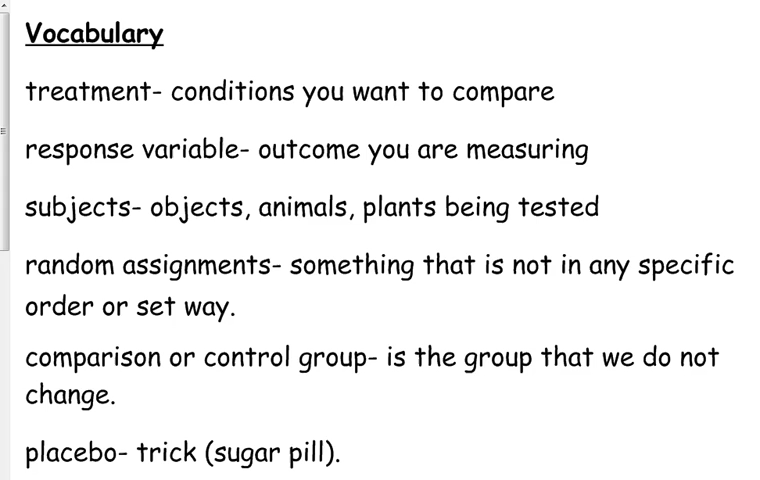 Vocabulary
treatment- conditions you want to compare
response variable- outcome you are measuring
subjects- objects, animals, plants being tested
random assignments- something that is not in any specific
order or set way.
comparison or control group- is the group that we do not
change.
placebo- trick (sugar pill).